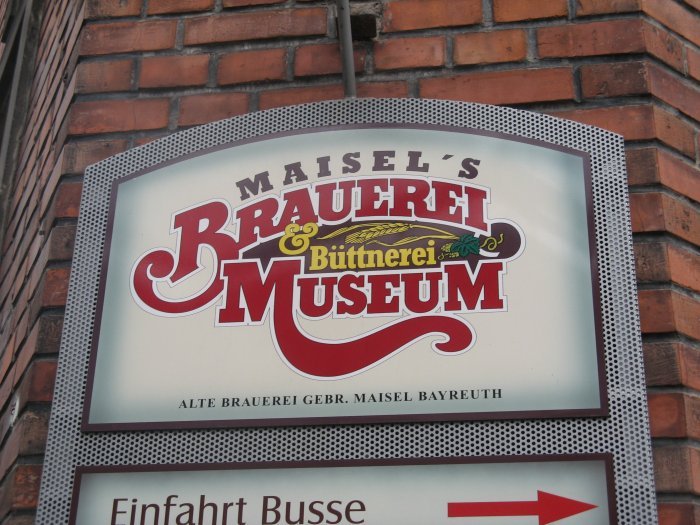 MAISEL´S
BRAUEREI
& Büttnerei
MUSEUM
ALTE BRAUEREI GEBR. MAISEL BAYREUTH
Einfahrt Busse